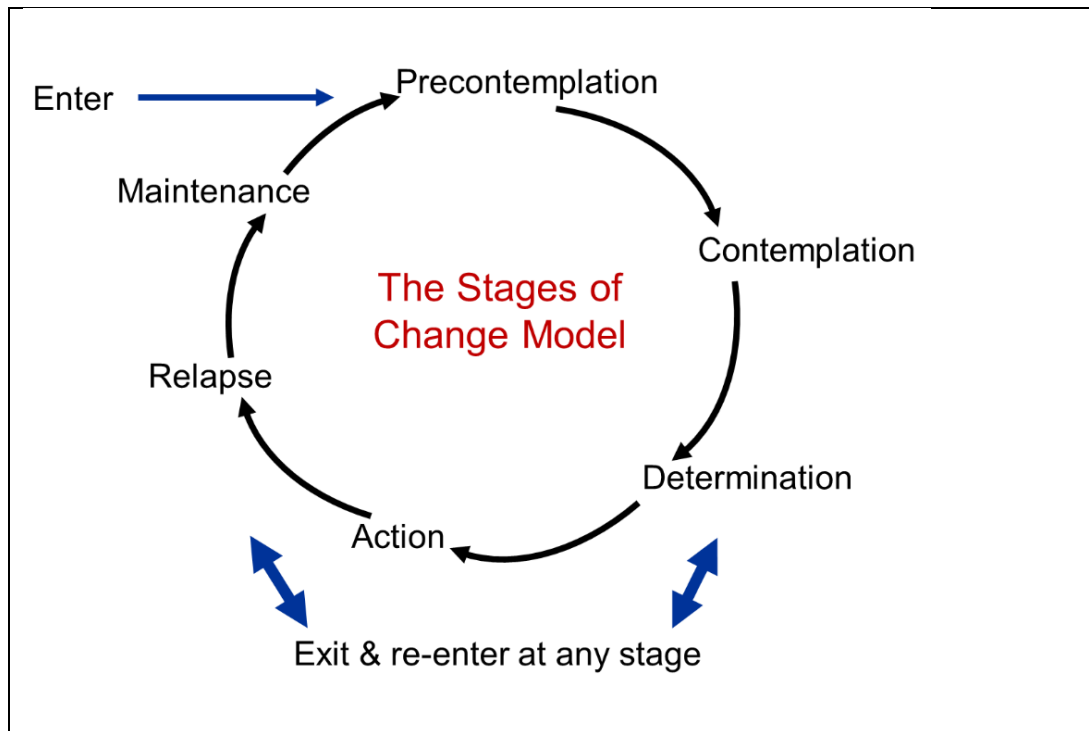 Enter
Precontemplation
Maintenance
Contemplation
The Stages of
Change Model
Relapse
Determination
Action
Exit & re-enter at any stage